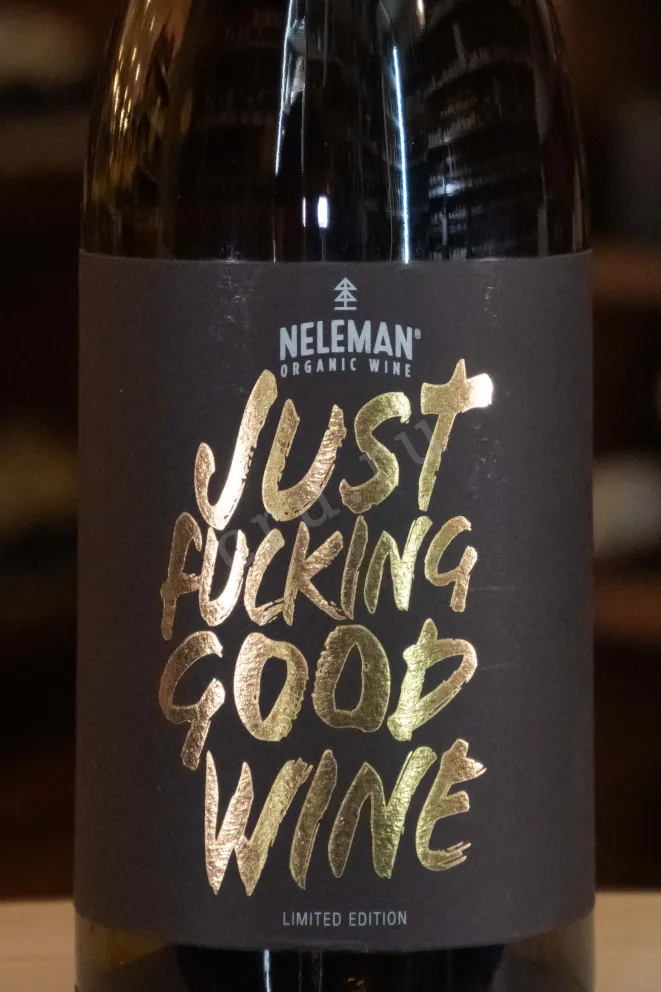 NELEMAN®
ORGANIC WINE
JUST
FUCKING
GOOD
WINE
LIMITED EDITION